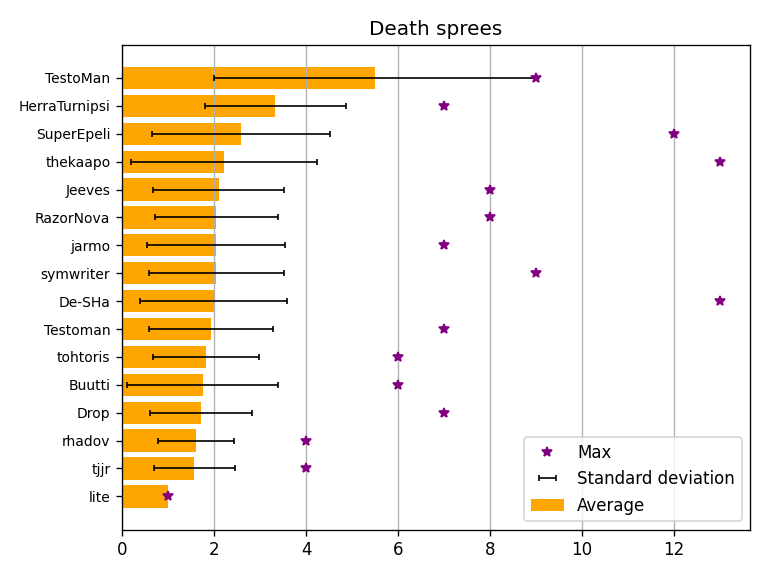 Death sprees
TestoMan
HerraTurnipsi
SuperEpeli
thekaapo
Jeeves
RazorNova
jarmo
symwriter
De-SHa
Testoman
tohtoris
Buutti
Drop
rhadov
tjjr
lite
Max
Standard deviation
Average
0 2 4 6 8 10 12